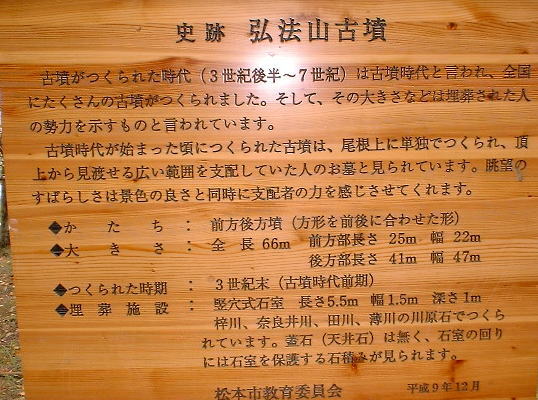 史跡 弘法山古墳
古墳がつくられた時代（３世紀後半～７世紀）は古墳時代と言われ、全国
にたくさんの古墳がつくられました。そして、その大きさなどは埋葬された人
の勢力を示すものと言われています。
古墳時代が始まった頃につくられた古墳は、尾根上に単独でつくられ、頂
上から見渡せる広い範囲を支配していた人のお墓と見られています。眺望の
すばらしさは景色の良さと同時に支配者の力を感じさせてくれます。
◆かたち：前方後方墳（方形を前後に合わせた形）
◆大きさ：全長66m 前方部長さ 25m 幅 22m
後方部長さ 41m 幅 47m
◆つくられた時期：３世紀末（古墳時代前期）
◆埋葬施設：竪穴式石室 長さ5.5m 幅1.5m 深さ1m
梓川、奈良井川、田川、薄川の川原石でつくら
れています。蓋石（天井石）は無く、石室の回り
には石室を保護する石積みが見られます。
松本市教育委員会 平成９年12月